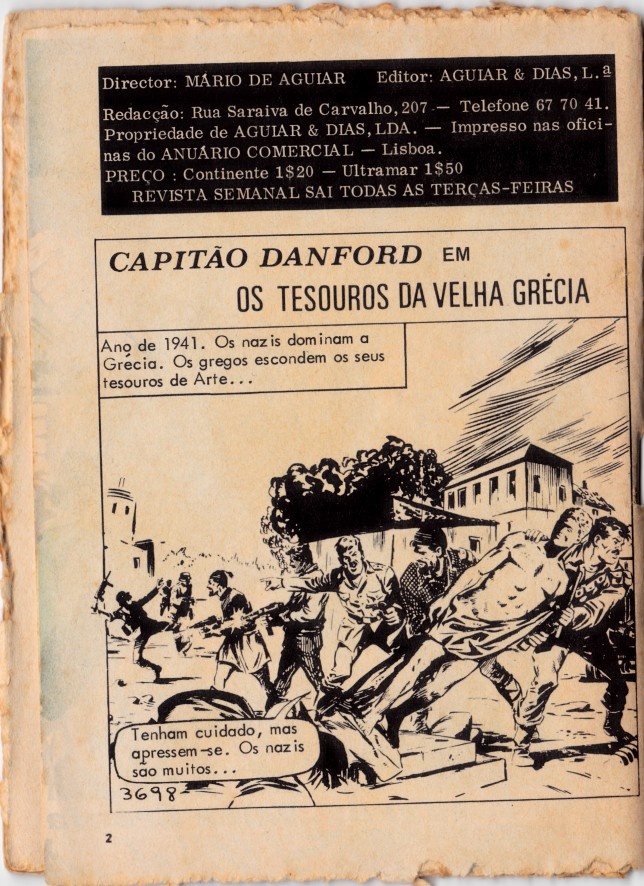 Director: MÁRIO DE AGUIAR Editor: AGUIAR & DIAS, L.ª
Redacção: Rua Saraiva de Carvalho, 207 — Telefone 67 70 41.
Propriedade de AGUIAR & DIAS, LDA. — Impresso nas ofici-
nas do ANUÁRIO COMERCIAL — Lisboa.
PREÇO : Continente 1$20 — Ultramar 1$50
REVISTA SEMANAL SAI TODAS AS TERÇAS-FEIRAS
CAPITÃO DANFORD EM
OS TESOUROS DA VELHA GRÉCIA
Ano de 1941. Os nazis dominam a
Grécia. Os gregos escondem os seus
tesouros de Arte...
Tenham cuidado, mas
apressem-se. Os nazis
são muitos...
3698
2